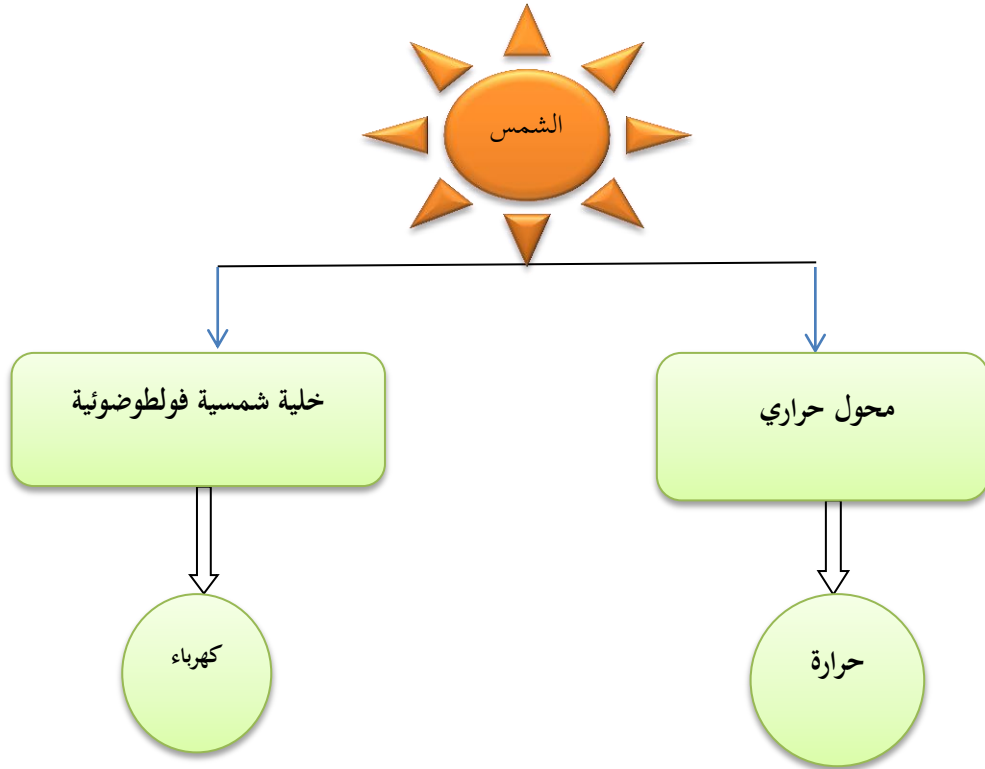 الشمس
محول حراري
خلية شمسية فولطوضوئية
حرارة
كهرباء